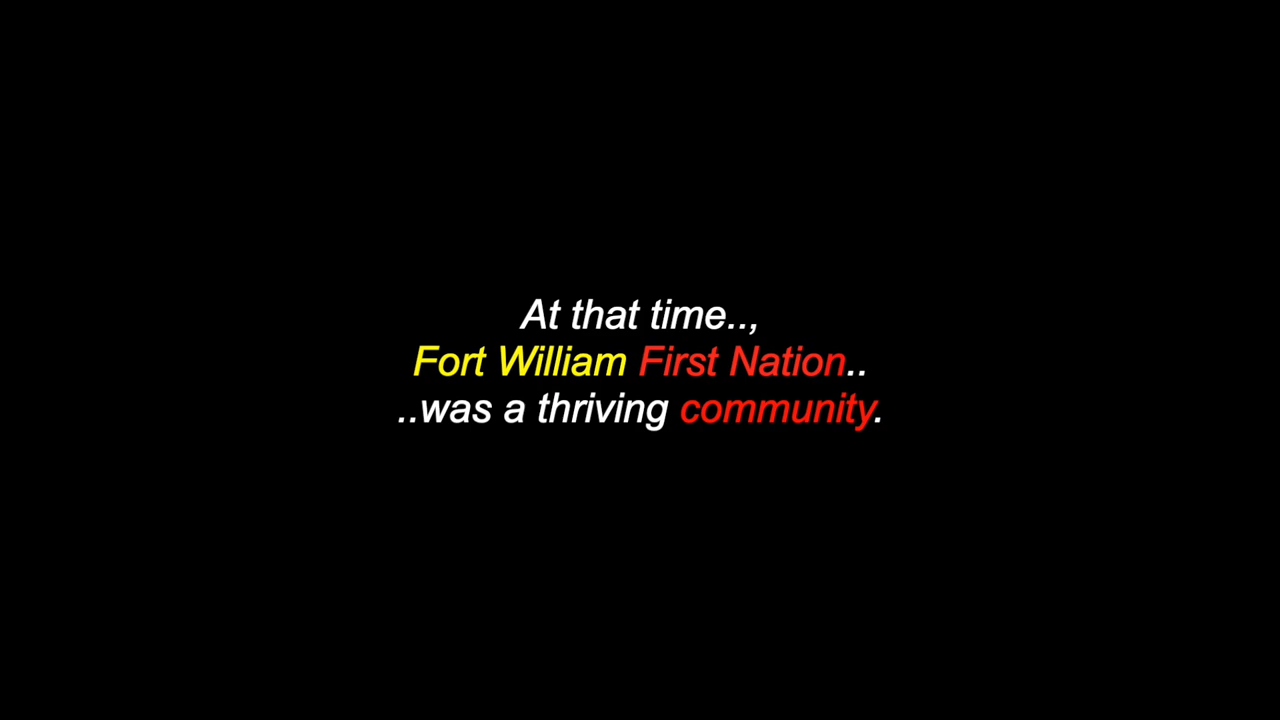 At that time..,
Fort William First Nation..
..was a thriving community.